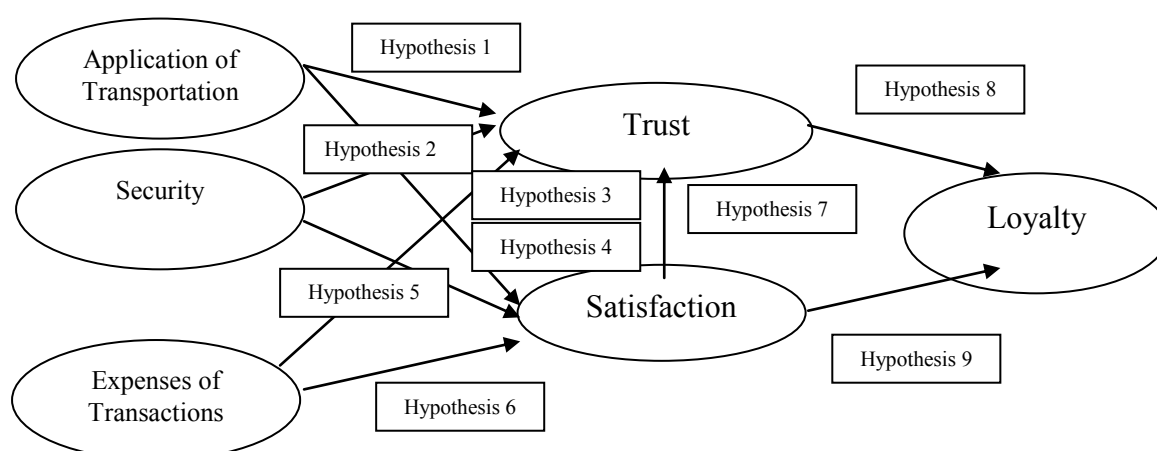 Hypothesis 1
Application of
Transportation
Hypothesis 8
Trust
Hypothesis 2
Security
Hypothesis 3
Hypothesis 7
Loyalty
Hypothesis 4
Hypothesis 5
Satisfaction
Hypothesis 9
Expenses of
Transactions
Hypothesis 6